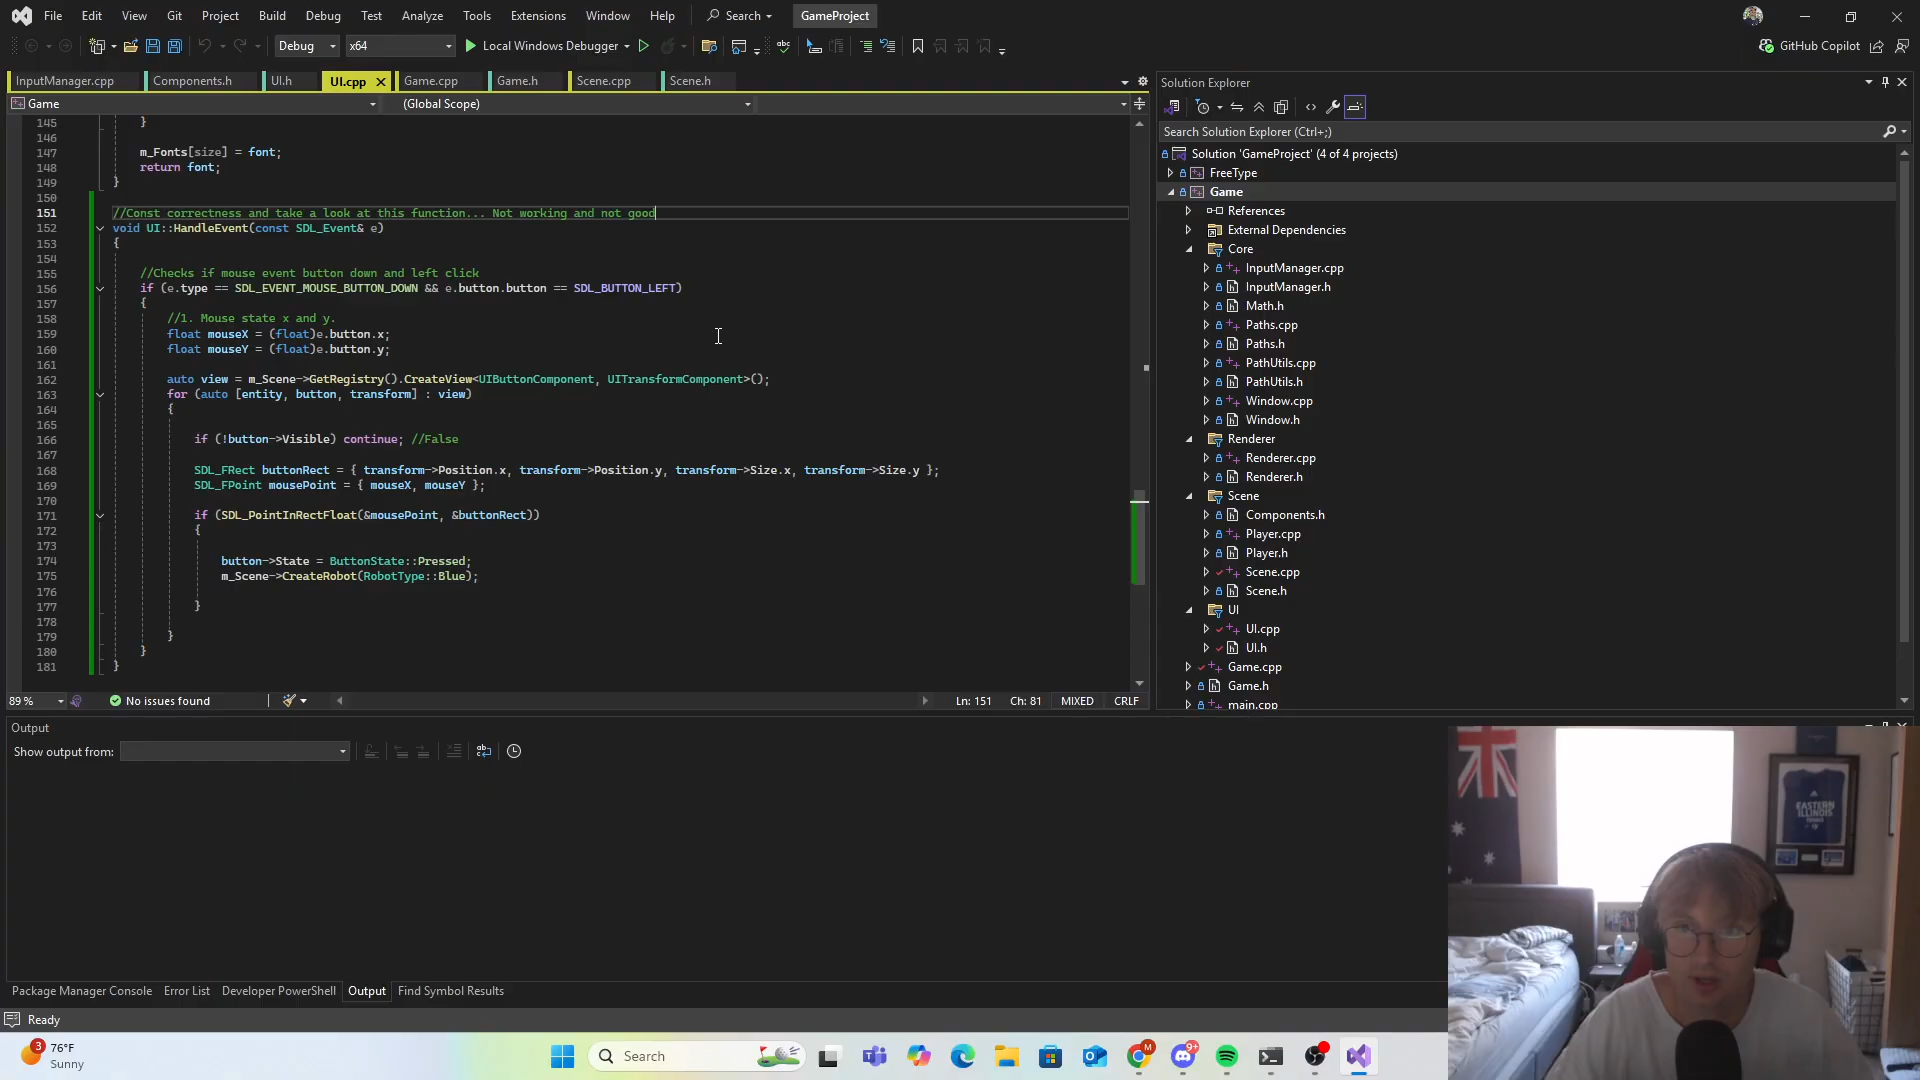 File Edit View Git Project Build Debug Test Analyze Tools Extensions Window Help Search GameProject
Debug x64 Local Windows Debugger GitHub Copilot
InputManager.cpp Components.h UI.h UI.cpp Game.cpp Game.h Scene.cpp Scene.h
Game (Global Scope)
145 }
146
147 m_Fonts[size] = font;
148 return font;
149 }
150
151 //Const correctness and take a look at this function... Not working and not good
152 void UI::HandleEvent(const SDL_Event& e)
153 {
154
155 //Checks if mouse event button down and left click
156 if (e.type == SDL_EVENT_MOUSE_BUTTON_DOWN && e.button.button == SDL_BUTTON_LEFT)
157 {
158 //1. Mouse state x and y.
159 float mouseX = (float)e.button.x;
160 float mouseY = (float)e.button.y;
161
162 auto view = m_Scene->GetRegistry().CreateView<UIButtonComponent, UITransformComponent>();
163 for (auto [entity, button, transform] : view)
164 {
165
166 if (!button->Visible) continue; //False
167
168 SDL_FRect buttonRect = { transform->Position.x, transform->Position.y, transform->Size.x, transform->Size.y };
169 SDL_FPoint mousePoint = { mouseX, mouseY };
170
171 if (SDL_PointInRectFloat(&mousePoint, &buttonRect))
172 {
173
174 button->State = ButtonState::Pressed;
175 m_Scene->CreateRobot(RobotType::Blue);
176
177 }
178
179 }
180 }
181 }
89 % No issues found Ln: 151 Ch: 81 MIXED CRLF
Solution Explorer
Search Solution Explorer (Ctrl+;)
Solution 'GameProject' (4 of 4 projects)
FreeType
Game
References
External Dependencies
Core
InputManager.cpp
InputManager.h
Math.h
Paths.cpp
Paths.h
PathUtils.cpp
PathUtils.h
Window.cpp
Window.h
Renderer
Renderer.cpp
Renderer.h
Scene
Components.h
Player.cpp
Player.h
Scene.cpp
Scene.h
UI
UI.cpp
UI.h
Game.cpp
Game.h
main.cpp
Output
Show output from:
Package Manager Console Error List Developer PowerShell Output Find Symbol Results
Ready
EASTERN
ILLINOIS
3 76°F
Sunny
Search
M
9+